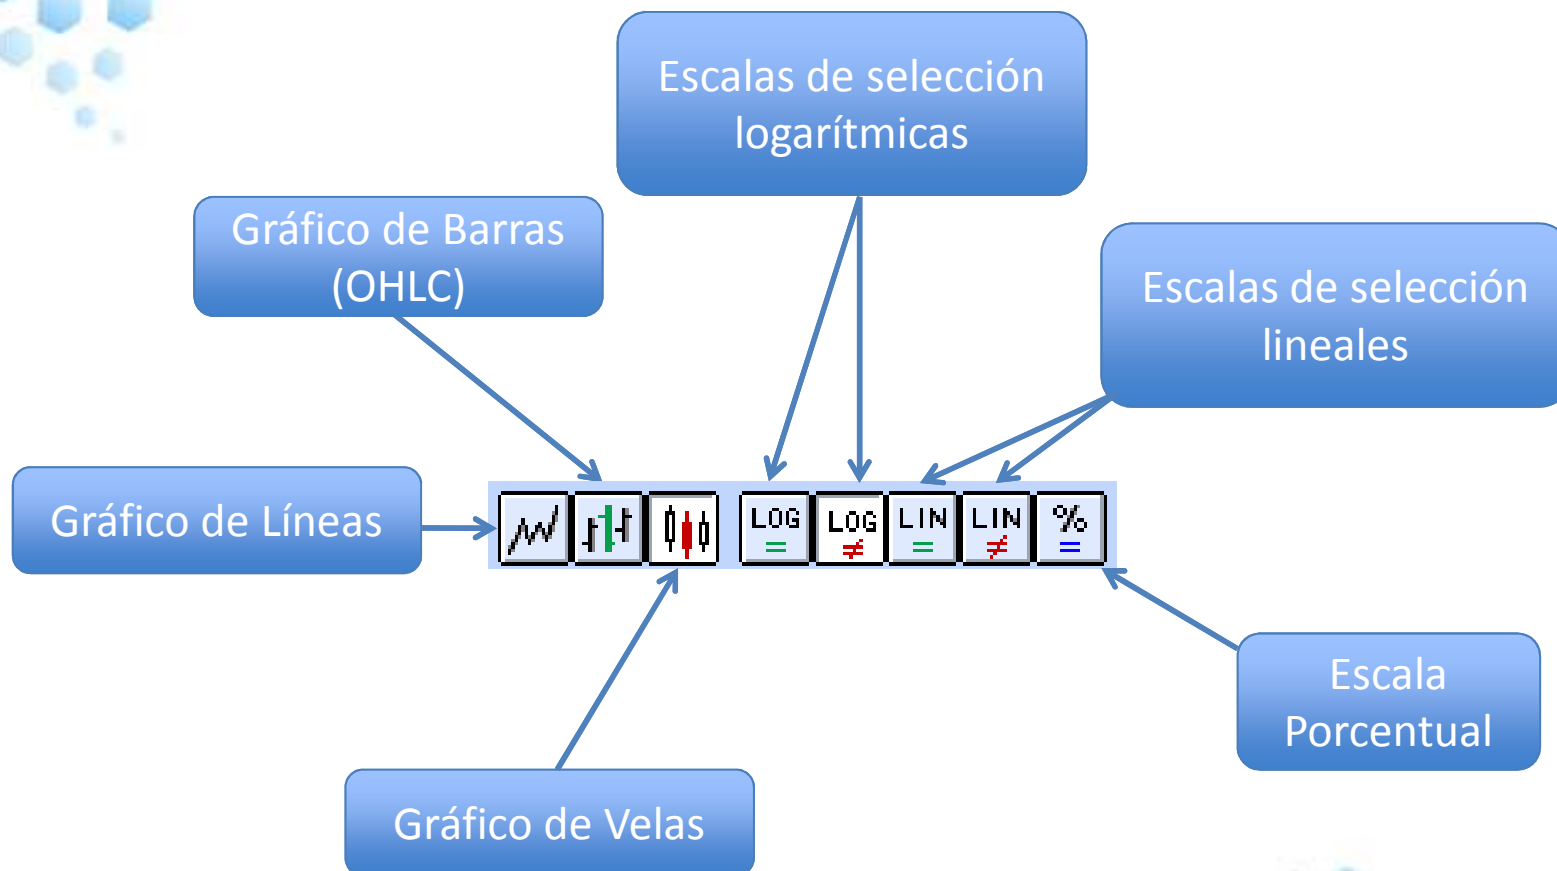 Escalas de selección
logarítmicas
Gráfico de Barras
(OHLC)
Escalas de selección
lineales
Gráfico de Líneas
LOG
=
LOG
≠
LIN
=
LIN
≠
%
=
Escala
Porcentual
Gráfico de Velas